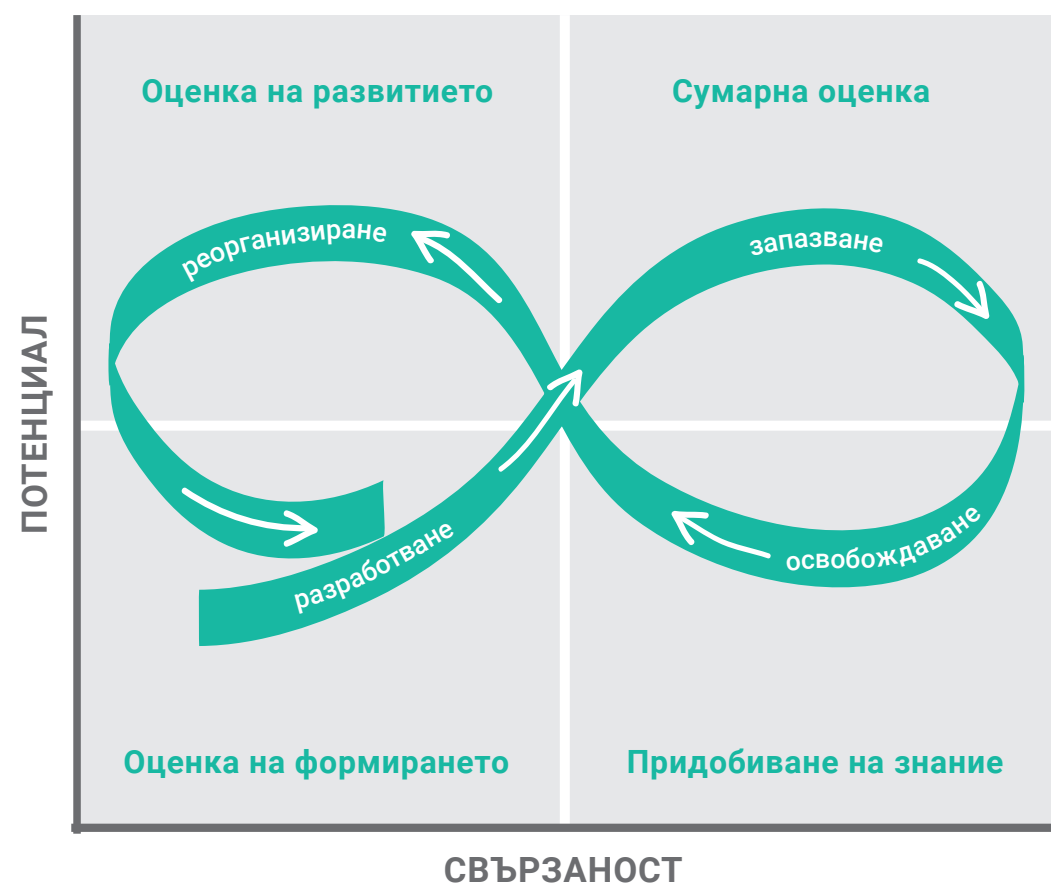 Оценка на развитието
Сумарна оценка
реорганизиране
запазване
ПОТЕНЦИАЛ
разработване
освобождаване
Оценка на формирането
Придобиване на знание
СВЪРЗАНОСТ